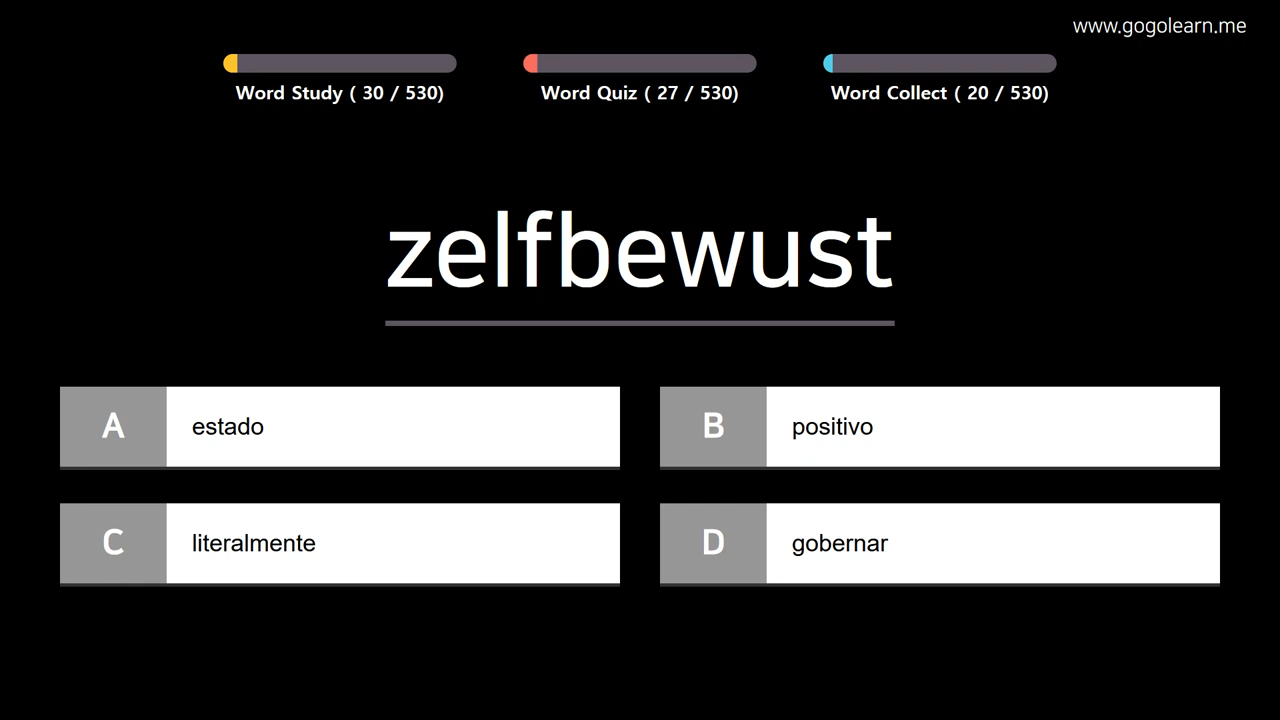 www.gogolearn.me
Word Study ( 30 / 530)
Word Quiz ( 27 / 530)
Word Collect ( 20 / 530)
zelfbewust
A estado
B positivo
C literalmente
D gobernar